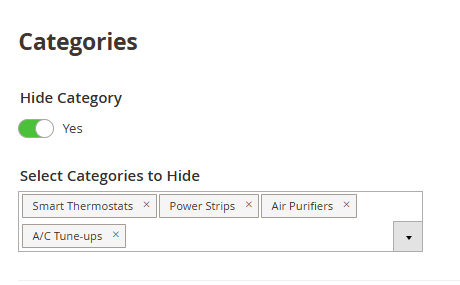 Categories
Hide Category
Yes
Select Categories to Hide
Smart Thermostats × Power Strips × Air Purifiers ×
A/C Tune-ups ×